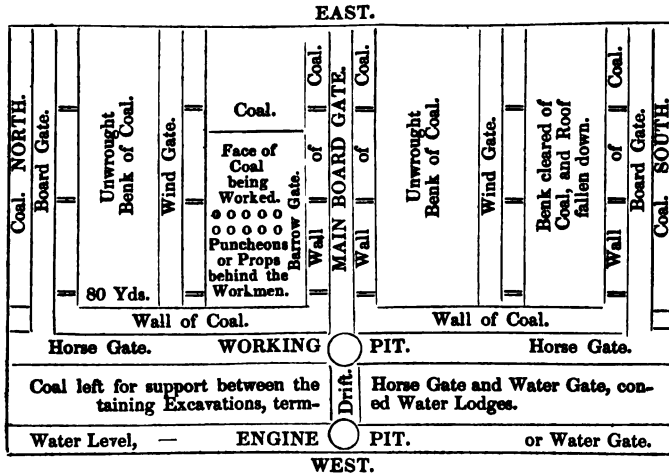 EAST.
Coal. NORTH.
Board Gate.
Unwrought
Benk of Coal.
Wind Gate.
Coal.
Face of
Coal
being
Worked.
Puncheons
or Props
behind the
Workmen.
Barrow Gate.
Wall of Coal.
MAIN BOARD GATE.
Wall of Coal.
Unwrought
Benk of Coal.
Wind Gate.
Benk cleared of
Coal, and Roof
fallen down.
Wall of Coal.
Board Gate.
Coal SOUTH.
80 Yds.
Wall of Coal.
Wall of Coal.
Horse Gate. WORKING PIT. Horse Gate.
Coal left for support between the
taining Excavations, term-
Drift.
Horse Gate and Water Gate, con-
ed Water Lodges.
Water Level, — ENGINE PIT. or Water Gate.
WEST.